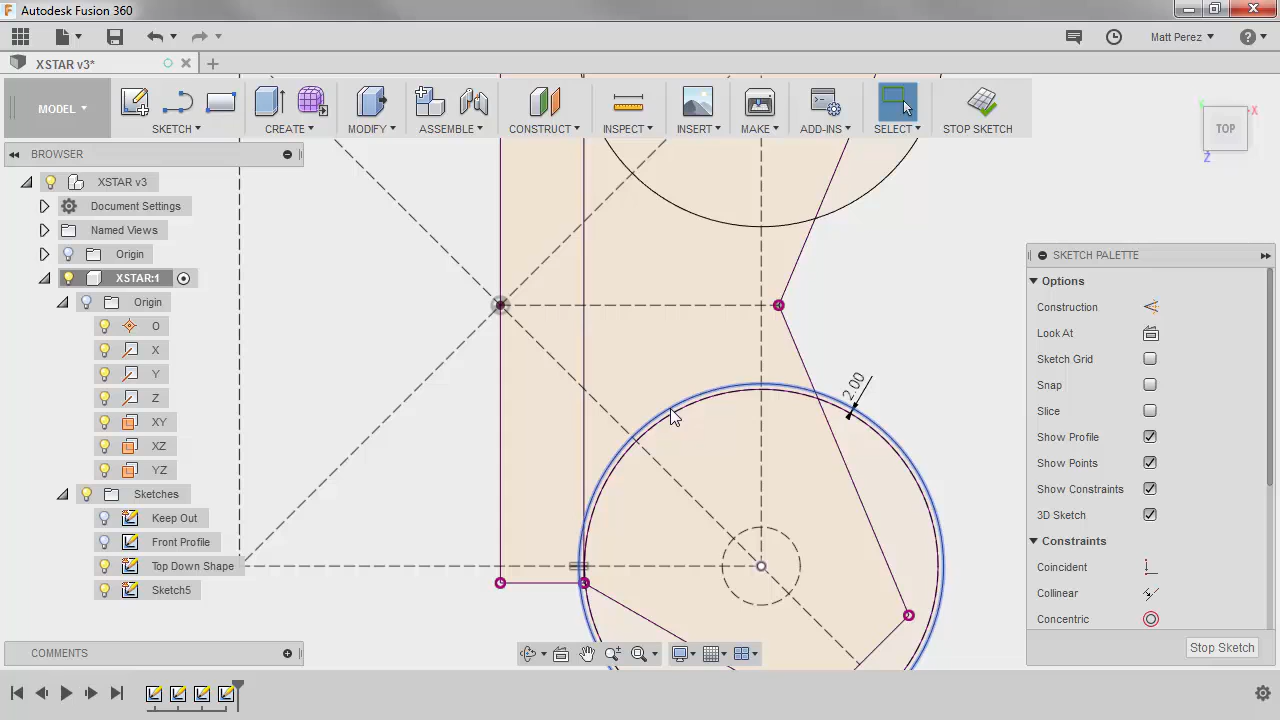 Autodesk Fusion 360
Matt Perez
XSTAR v3*
MODEL
SKETCH
CREATE
MODIFY
ASSEMBLE
CONSTRUCT
INSPECT
INSERT
MAKE
ADD-INS
SELECT
STOP SKETCH
X
TOP
Z
BROWSER
XSTAR v3
Document Settings
Named Views
Origin
XSTAR:1
Origin
O
X
Y
Z
XY
XZ
YZ
Sketches
Keep Out
Front Profile
Top Down Shape
Sketch5
2.00
SKETCH PALETTE
Options
Construction
Look At
Sketch Grid
Snap
Slice
Show Profile
Show Points
Show Constraints
3D Sketch
Constraints
Coincident
Collinear
Concentric
Stop Sketch
COMMENTS